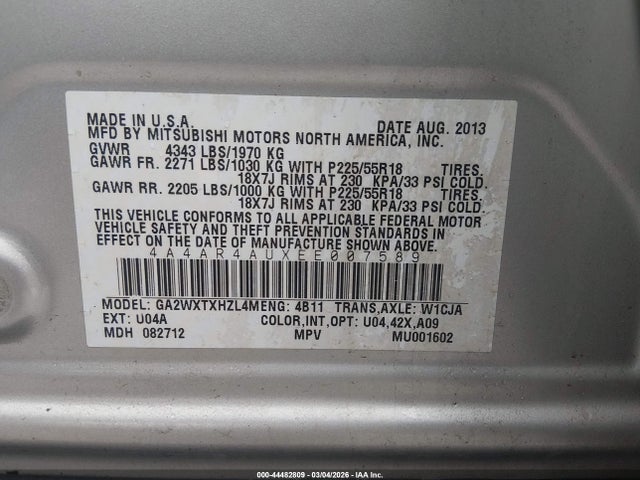 MADE IN U.S.A. DATE AUG. 2013
MFD BY MITSUBISHI MOTORS NORTH AMERICA, INC.
GVWR 4343 LBS/1970 KG
GAWR FR. 2271 LBS/1030 KG WITH P225/55R18 TIRES.
18X7J RIMS AT 230 KPA/33 PSI COLD.
GAWR RR. 2205 LBS/1000 KG WITH P225/55R18 TIRES.
18X7J RIMS AT 230 KPA/33 PSI COLD.
THIS VEHICLE CONFORMS TO ALL APPLICABLE FEDERAL MOTOR
VEHICLE SAFETY AND THEFT PREVENTION STANDARDS IN
EFFECT ON THE DATE OF MANUFACTURE SHOWN ABOVE.
4A4AR4AUXEE007589
MODEL: GA2WXTXHZL4MENG: 4B11 TRANS,AXLE: W1CJA
EXT: U04A COLOR,INT,OPT: U04,42X,A09
MDH 082712 MPV MU001602
000-44482809 - 03/04/2026 - IAA Inc.